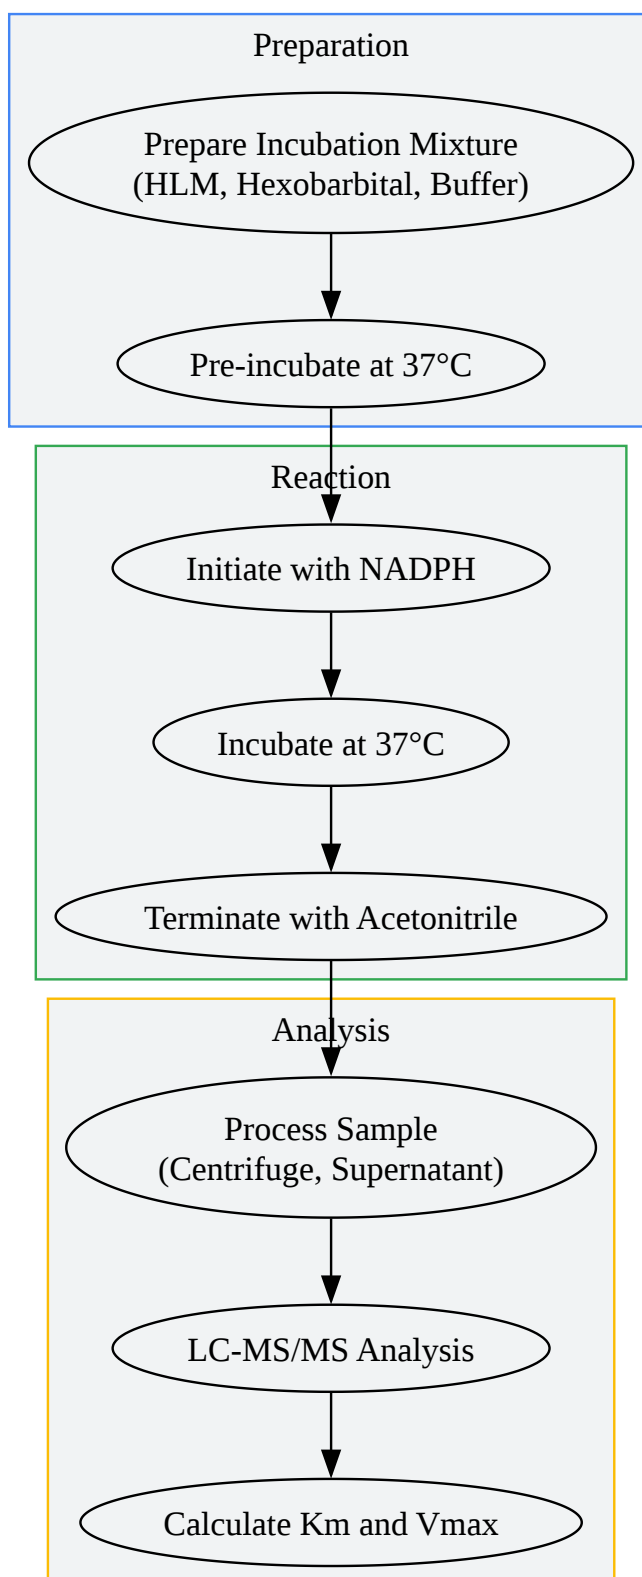 Preparation
Prepare Incubation Mixture
(HLM, Hexobarbital, Buffer)
Pre-incubate at 37°C
Reaction
Initiate with NADPH
Incubate at 37°C
Terminate with Acetonitrile
Analysis
Process Sample
(Centrifuge, Supernatant)
LC-MS/MS Analysis
Calculate Km and Vmax